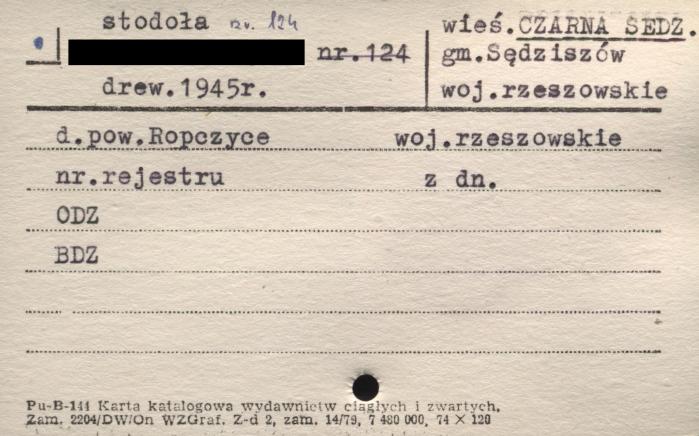 stodoła nr. 124
wieś.CZARNA SĘDZ.
nr.124
gm.Sędziszów
drew.1945r.
woj.rzeszowskie
d.pow.Ropczyce woj.rzeszowskie
nr.rejestru z dn.
ODZ
BDZ
Pu-B-144 Karta katalogowa wydawnictw ciągłych i zwartych.
Zam. 2204/DW/On WZGraf. Z-d 2, zam. 14/79, 7 480 000, 74 X 120